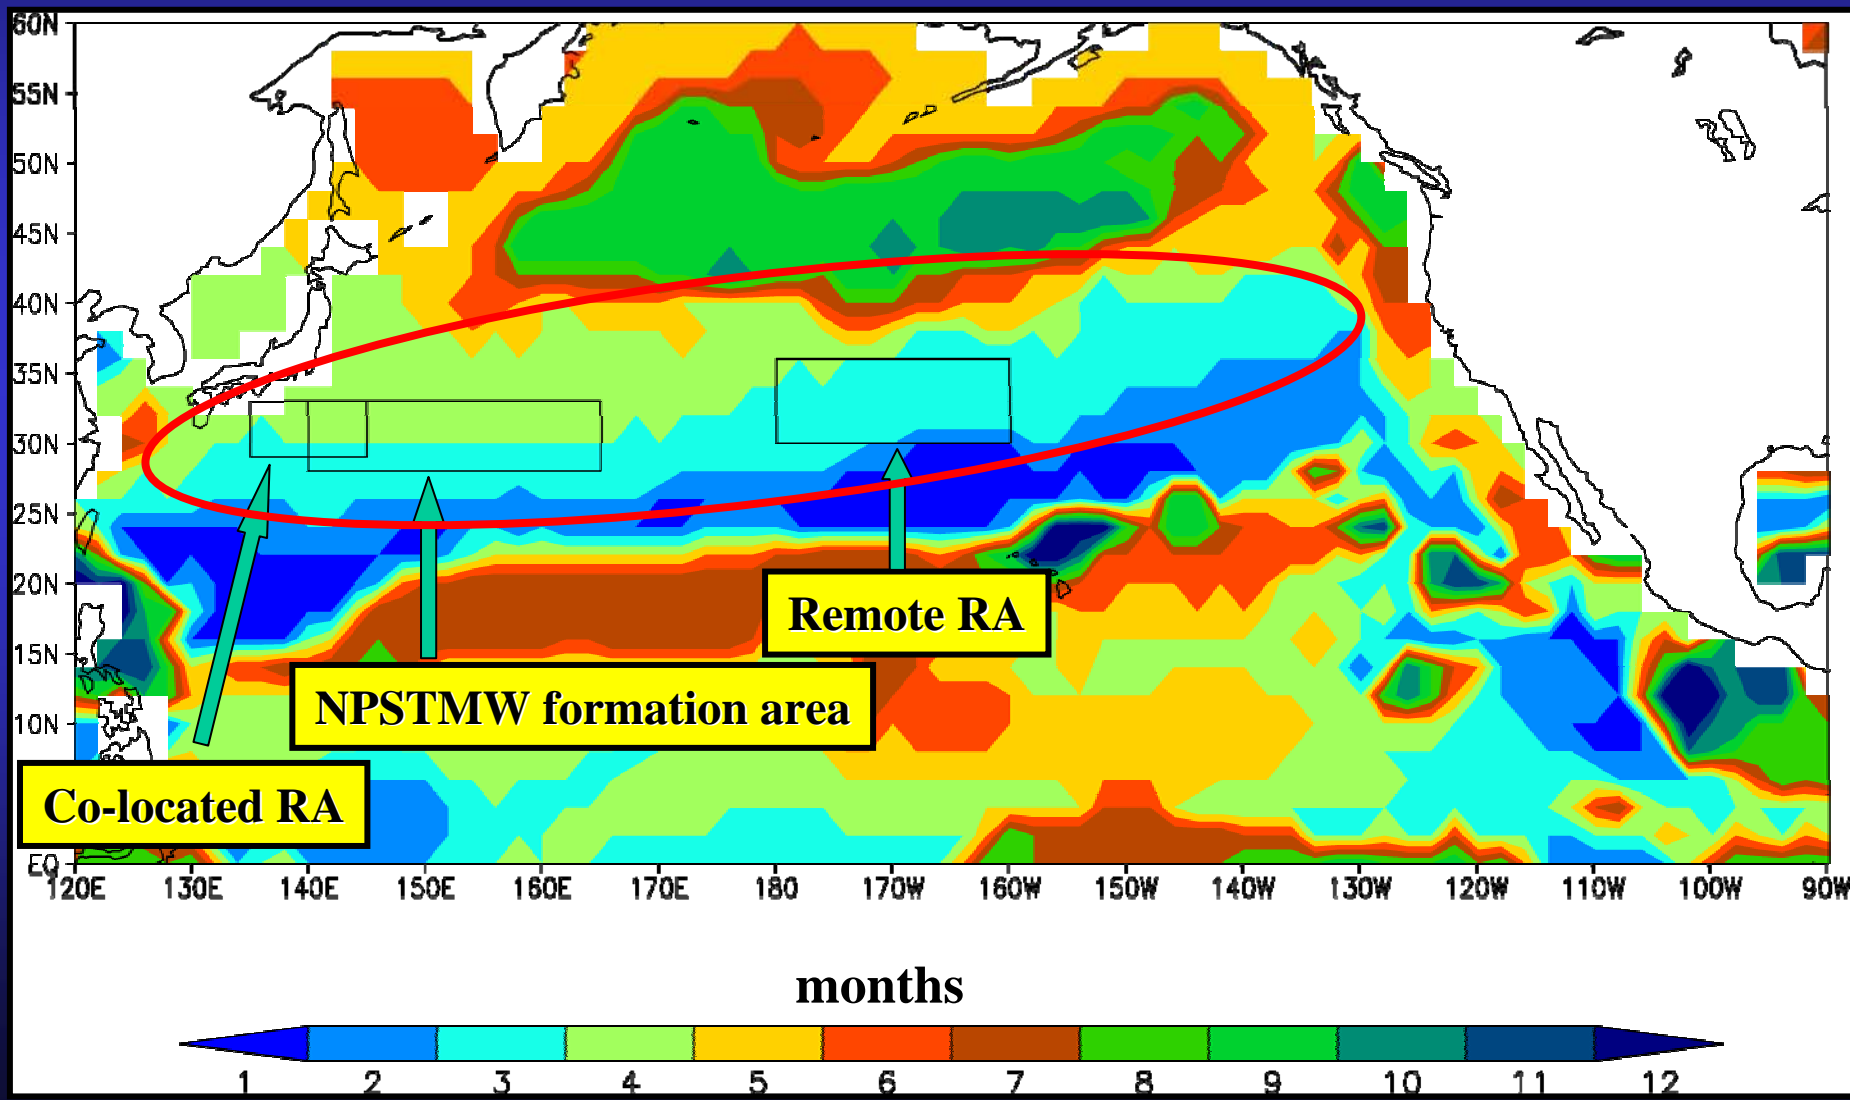 60N
55N
50N
45N
40N
35N
30N
25N
20N
15N
10N
EQ
Remote RA
NPSTMW formation area
Co-located RA
120E 130E 140E 150E 160E 170E 180 170W 160W 150W 140W 130W 120W 110W 100W 90W
months
1 2 3 4 5 6 7 8 9 10 11 12